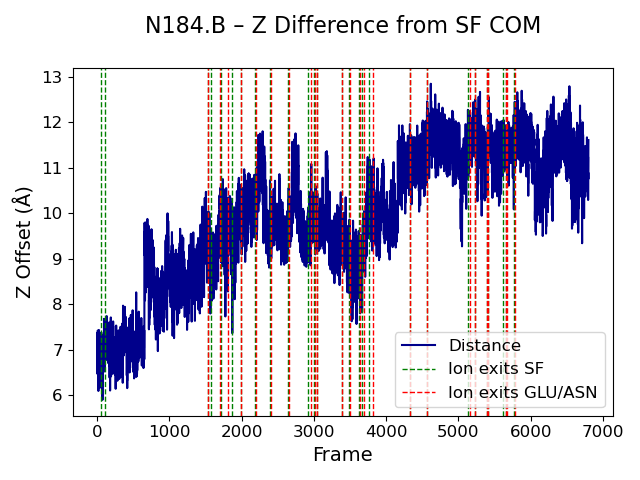 N184.B – Z Difference from SF COM
13
12
11
10
9
8
7
6
Z Offset (Å)
Distance
Ion exits SF
Ion exits GLU/ASN
0 1000 2000 3000 4000 5000 6000 7000
Frame